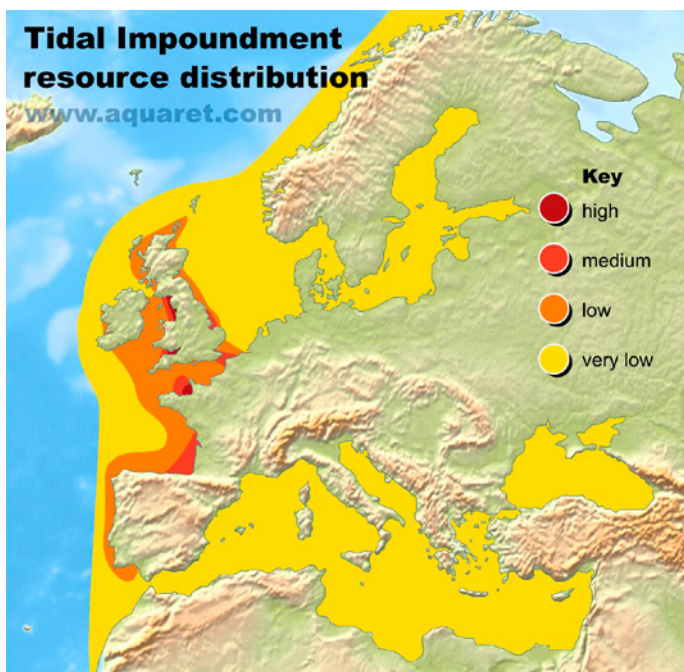 Tidal Impoundment
resource distribution
www.aquaret.com
Key
high
medium
low
very low